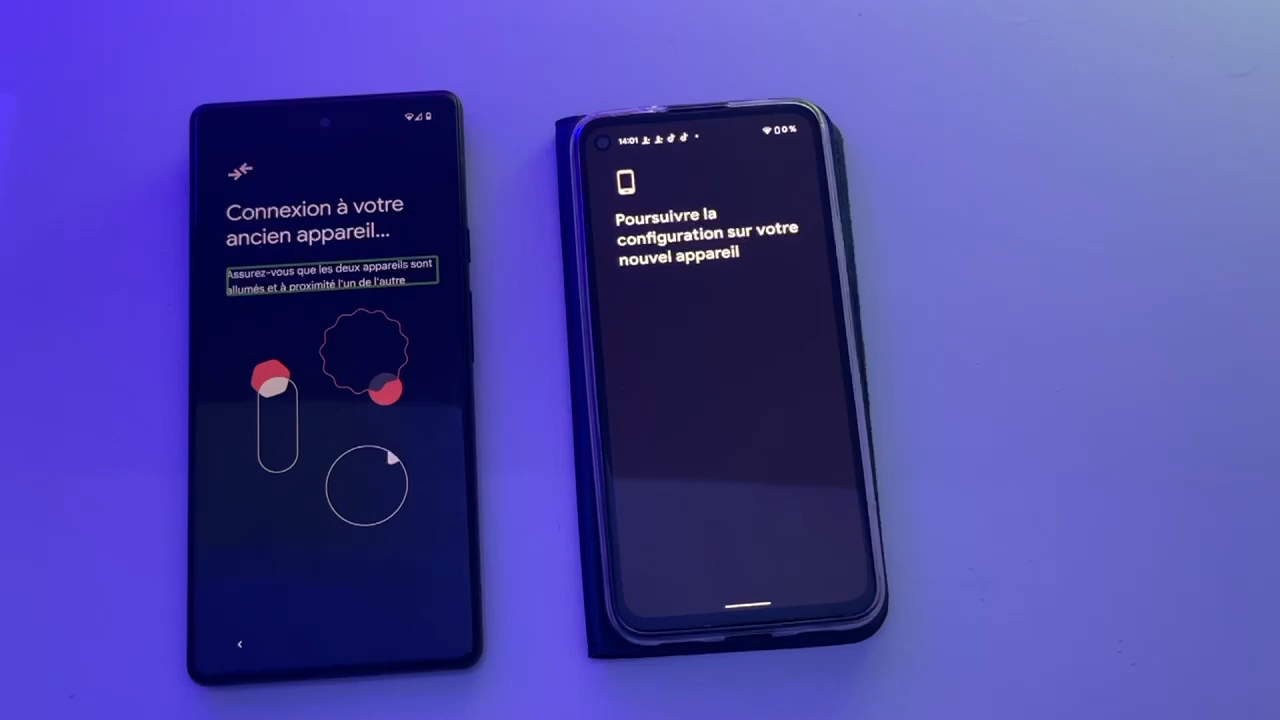 Connexion à votre
ancien appareil...
Assurez-vous que les deux appareils sont
allumés et à proximité l'un de l'autre
14:01
0%
Poursuivre la
configuration sur votre
nouvel appareil